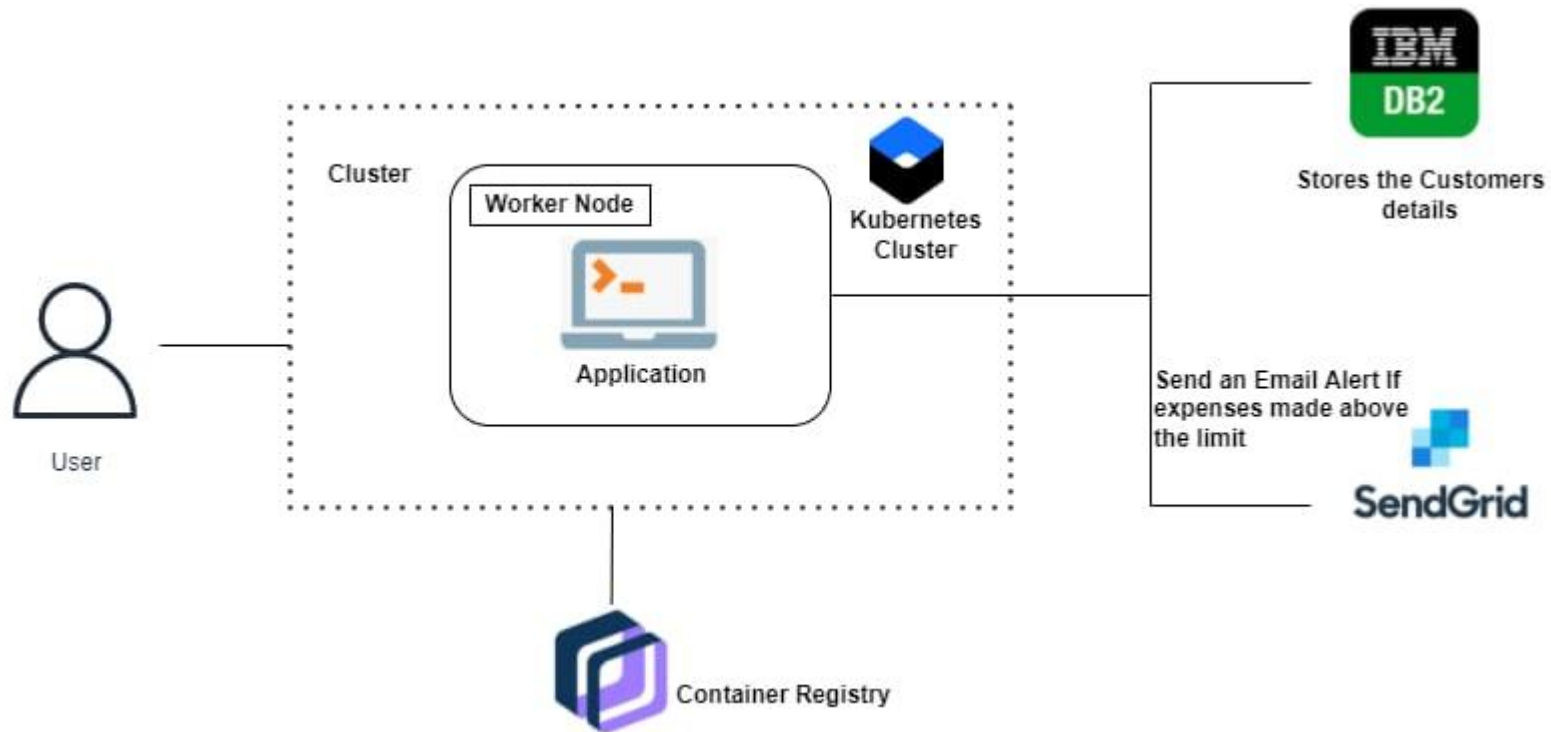 IBM
DB2
Stores the Customers
details
Cluster
Worker Node
Kubernetes
Cluster
Application
User
Send an Email Alert If
expenses made above
the limit
SendGrid
Container Registry